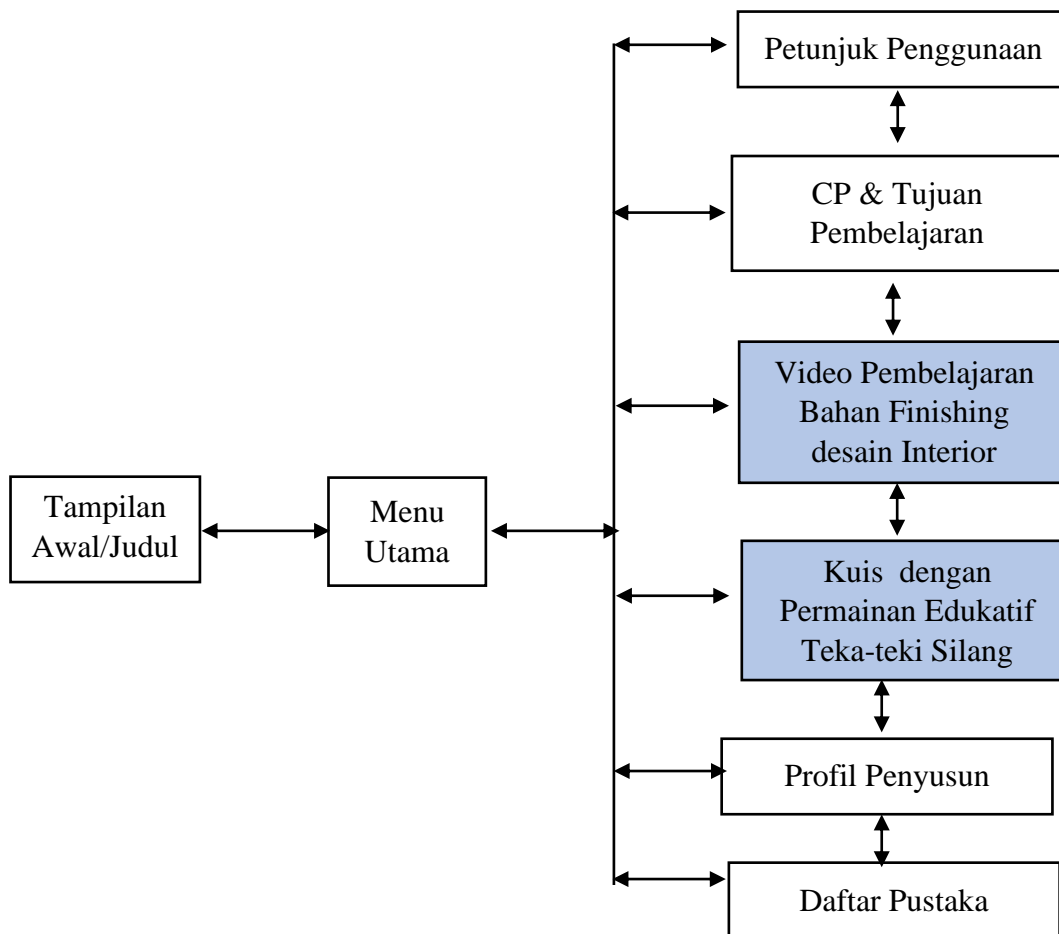 Petunjuk Penggunaan
CP & Tujuan
Pembelajaran
Video Pembelajaran
Bahan Finishing
desain Interior
Tampilan
Awal/Judul
Menu
Utama
Kuis dengan
Permainan Edukatif
Teka-teki Silang
Profil Penyusun
Daftar Pustaka